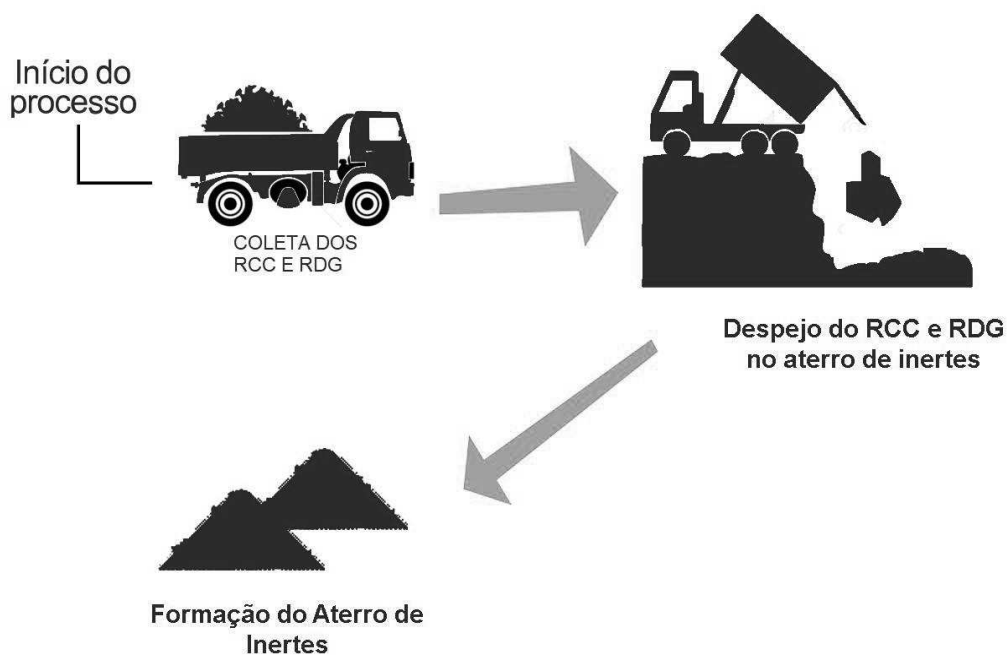 Início do
processo
COLETA DOS
RCC E RDG
Despejo do RCC e RDG
no aterro de inertes
Formação do Aterro de
Inertes